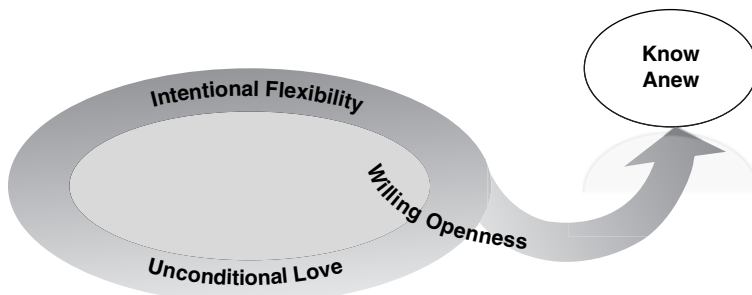 Intentional Flexibility
Willing Openness
Unconditional Love
Know
Anew